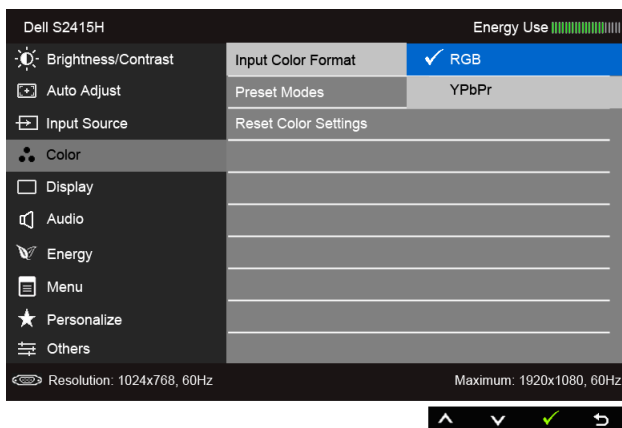 Dell S2415H Energy Use
Brightness/Contrast Input Color Format RGB
Auto Adjust Preset Modes YPbPr
Input Source Reset Color Settings
Color
Display
Audio
Energy
Menu
Personalize
Others
Resolution: 1024x768, 60Hz Maximum: 1920x1080, 60Hz